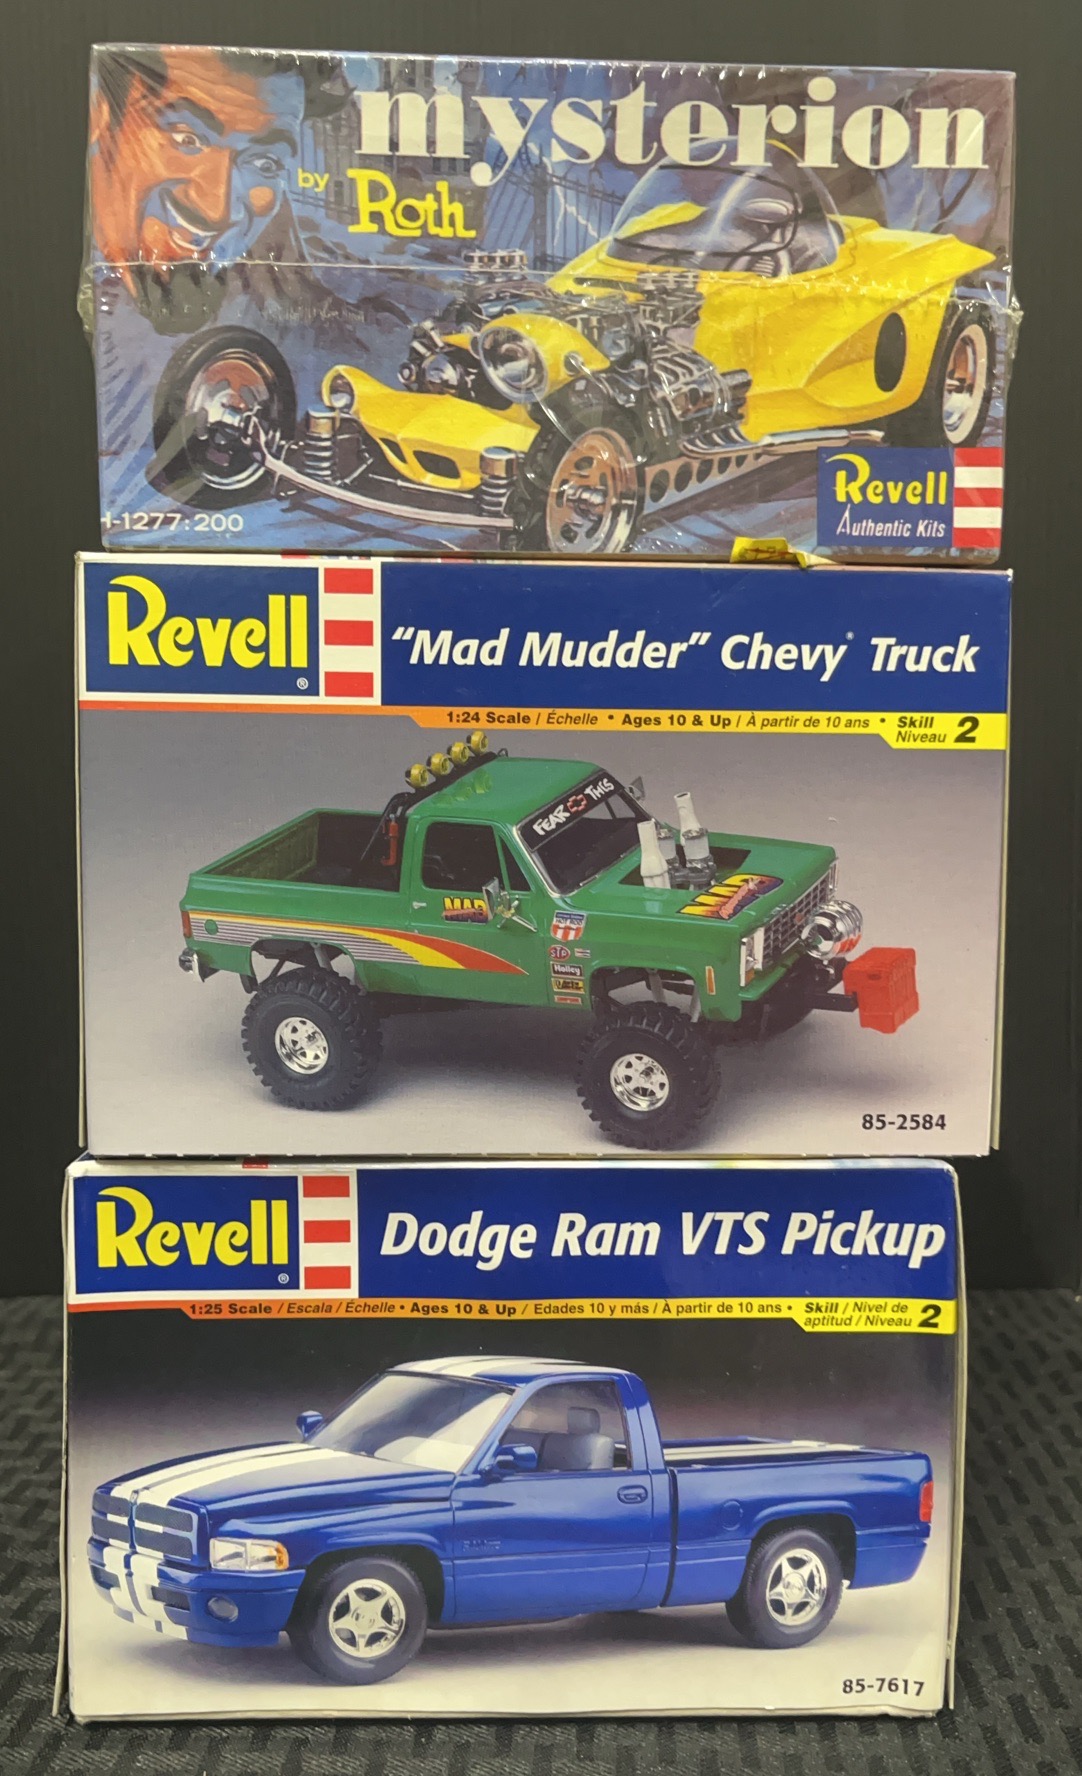 mysterion
by Roth
Revell
Authentic Kits
H-1277:200
Revell ®
"Mad Mudder" Chevy® Truck
1:24 Scale / Échelle • Ages 10 & Up / À partir de 10 ans • Skill 2
Niveau
FEAR THIS
MAD
MAD
STP
Holley
85-2584
Revell ®
Dodge Ram VTS Pickup
1:25 Scale / Escala / Échelle • Ages 10 & Up / Edades 10 y más / À partir de 10 ans • Skill / Nivel de
aptitud / Niveau 2
85-7617